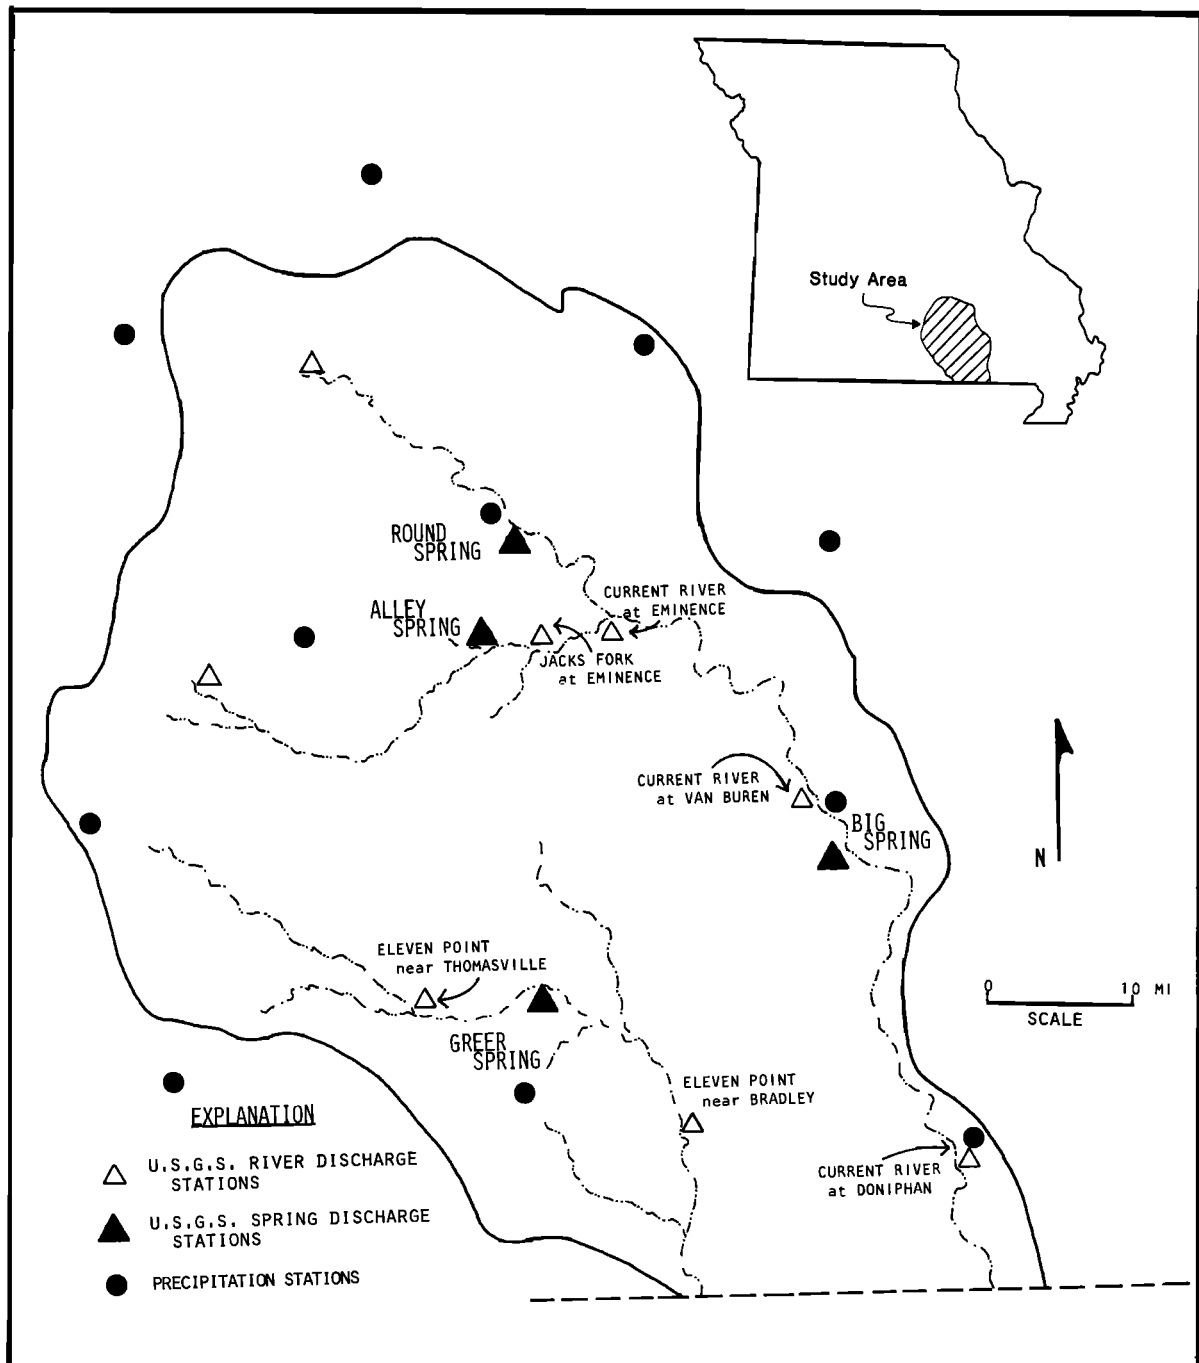 Study Area
ROUND
SPRING
CURRENT RIVER
at EMINENCE
ALLEY
SPRING
JACKS FORK
at EMINENCE
CURRENT RIVER
at VAN BUREN
BIG
SPRING
N
ELEVEN POINT
near THOMASVILLE
0 10 MI
SCALE
GREER
SPRING
ELEVEN POINT
near BRADLEY
EXPLANATION
U.S.G.S. RIVER DISCHARGE
STATIONS
CURRENT RIVER
at DONIPHAN
U.S.G.S. SPRING DISCHARGE
STATIONS
PRECIPITATION STATIONS